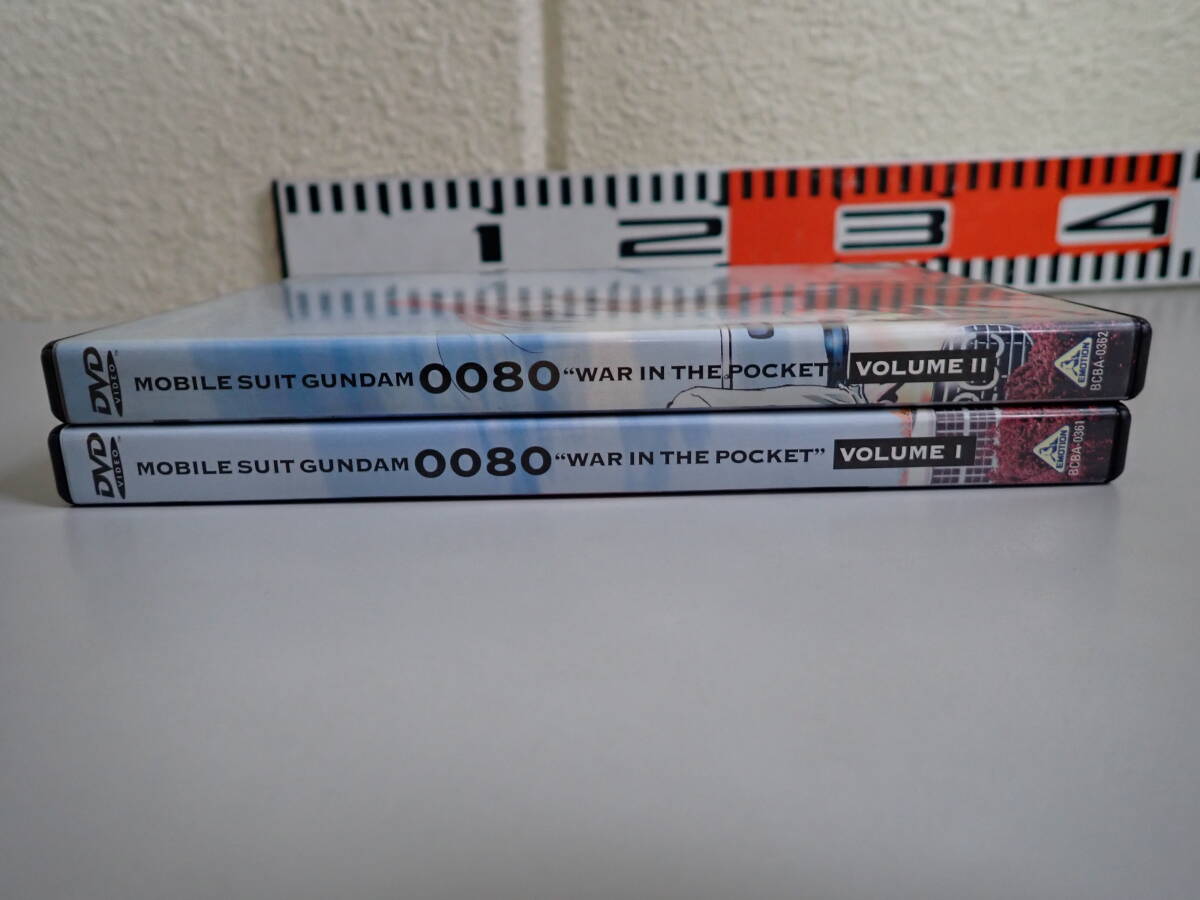 1 2 3 4
DVD VIDEO MOBILE SUIT GUNDAM 0080 "WAR IN THE POCKET" VOLUME II EMOTION BCBA-0362
DVD VIDEO MOBILE SUIT GUNDAM 0080 "WAR IN THE POCKET" VOLUME I EMOTION BCBA-0361